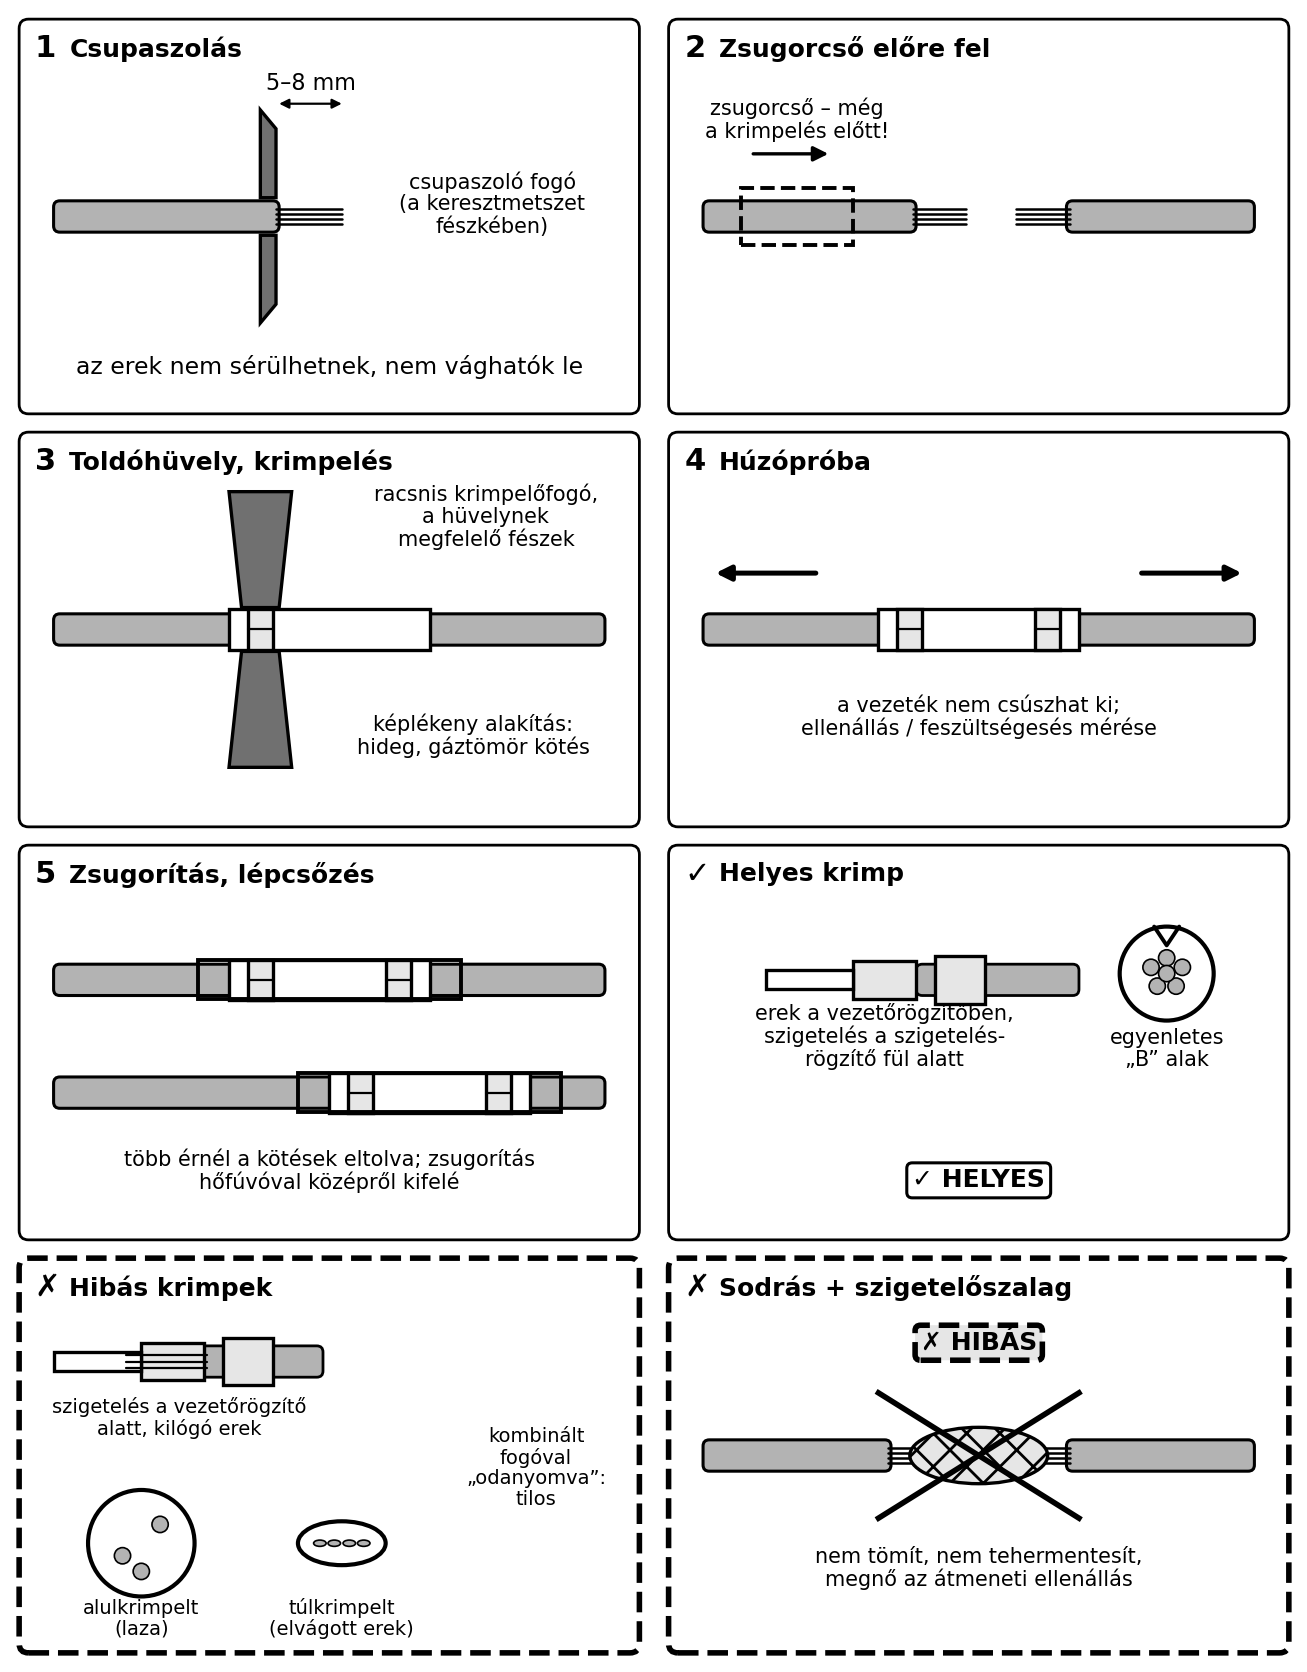 1 Csupaszolás
5–8 mm
csupaszoló fogó
(a keresztmetszet
fészkében)
az erek nem sérülhetnek, nem vághatók le
2 Zsugorcső előre fel
zsugorcső – még
a krimpelés előtt!
3 Toldóhüvely, krimpelés
racsnis krimpelőfogó,
a hüvelynek
megfelelő fészek
képlékeny alakítás:
hideg, gáztömör kötés
4 Húzópróba
a vezeték nem csúszhat ki;
ellenállás / feszültségesés mérése
5 Zsugorítás, lépcsőzés
több érnél a kötések eltolva; zsugorítás
hőfúvóval középről kifelé
✓ Helyes krimp
erek a vezetőrögzítőben,
szigetelés a szigetelés-
rögzítő fül alatt
egyenletes
„B” alak
✓ HELYES
✗ Hibás krimpek
szigetelés a vezetőrögzítő
alatt, kilógó erek
kombinált
fogóval
„odanyomva”:
tilos
alulkrimpelt
(laza)
túlkrimpelt
(elvágott erek)
✗ Sodrás + szigetelőszalag
✗ HIBÁS
nem tömít, nem tehermentesít,
megnő az átmeneti ellenállás